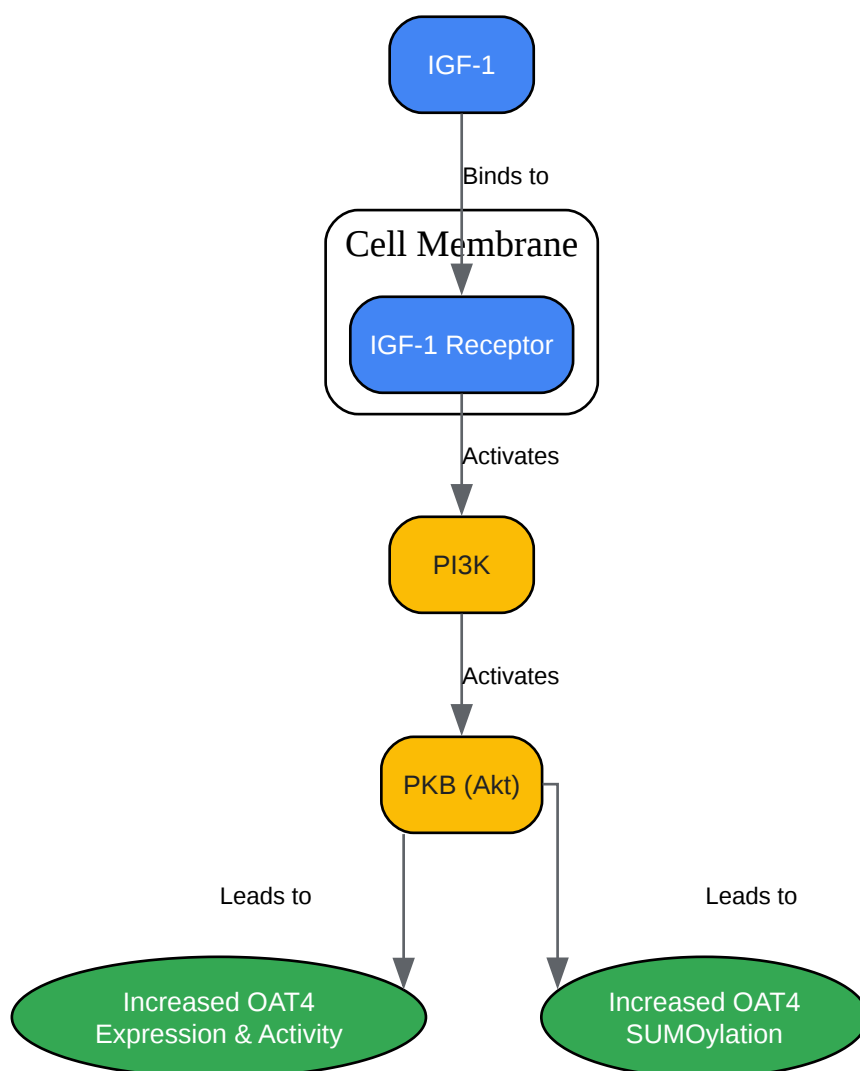 IGF-1
Binds to
Cell Membrane
IGF-1 Receptor
Activates
PI3K
Activates
PKB (Akt)
Leads to
Leads to
Increased OAT4
Expression & Activity
Increased OAT4
SUMOylation